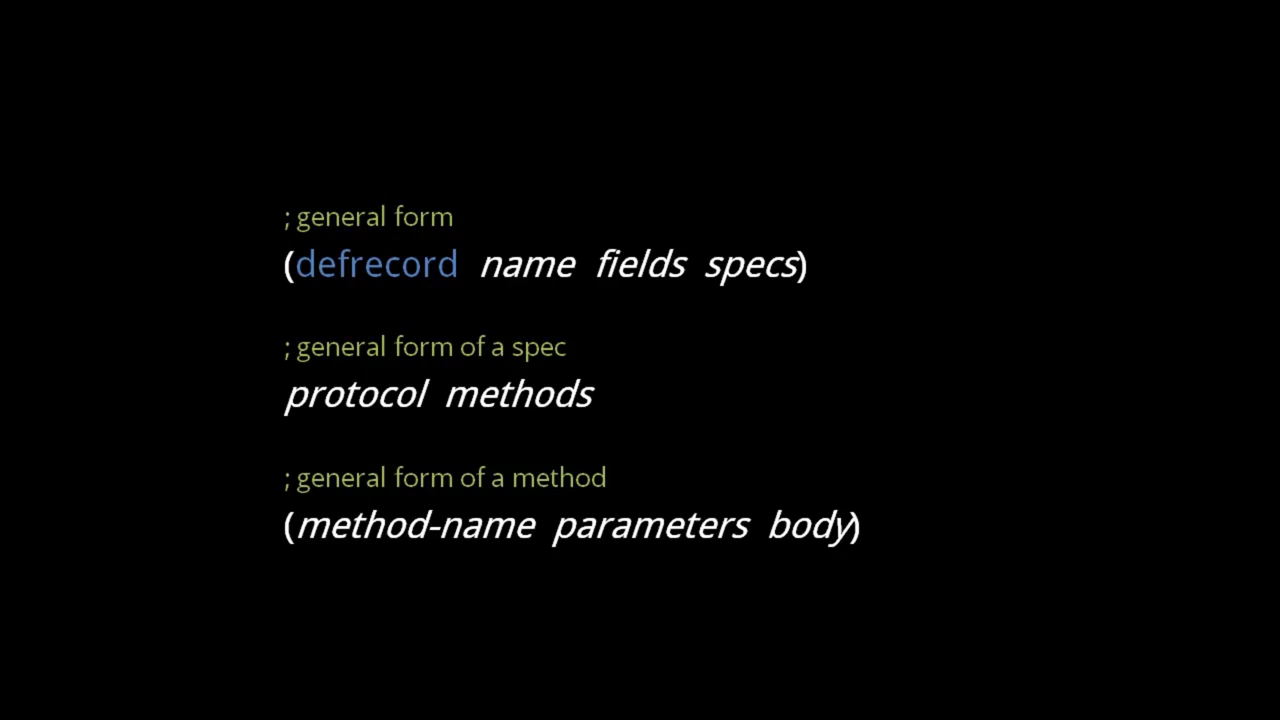 ; general form
(defrecord name fields specs)
; general form of a spec
protocol methods
; general form of a method
(method-name parameters body)